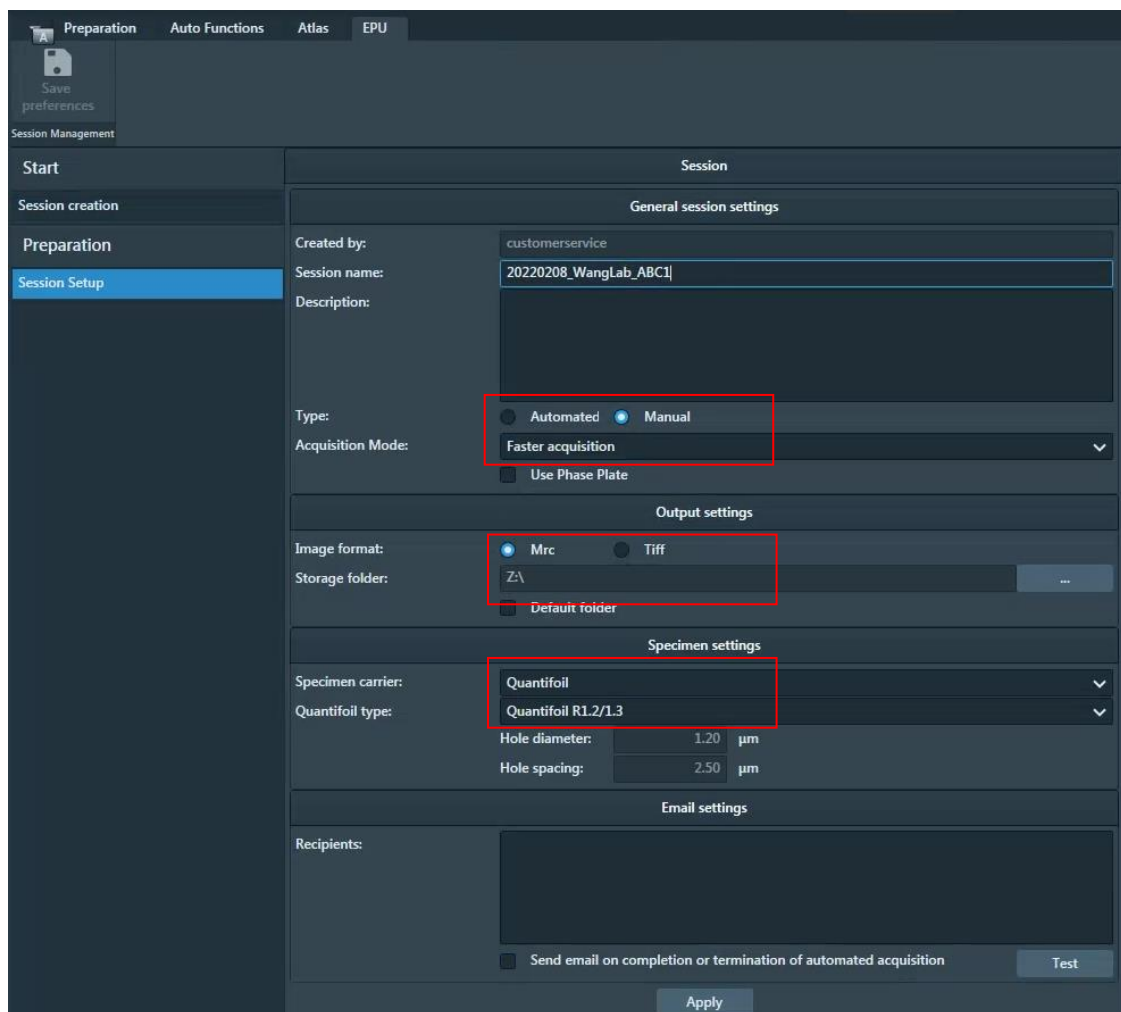 Preparation Auto Functions Atlas EPU
A
Save
preferences
Session Management
Start
Session creation
Preparation
Session Setup
Session
General session settings
Created by: customerservice
Session name: 20220208_WangLab_ABC1
Description:
Type: Automated Manual
Acquisition Mode: Faster acquisition
Use Phase Plate
Output settings
Image format: Mrc Tiff
Storage folder: Z:\ ...
Default folder
Specimen settings
Specimen carrier: Quantifoil
Quantifoil type: Quantifoil R1.2/1.3
Hole diameter: 1.20 µm
Hole spacing: 2.50 µm
Email settings
Recipients:
Send email on completion or termination of automated acquisition Test
Apply